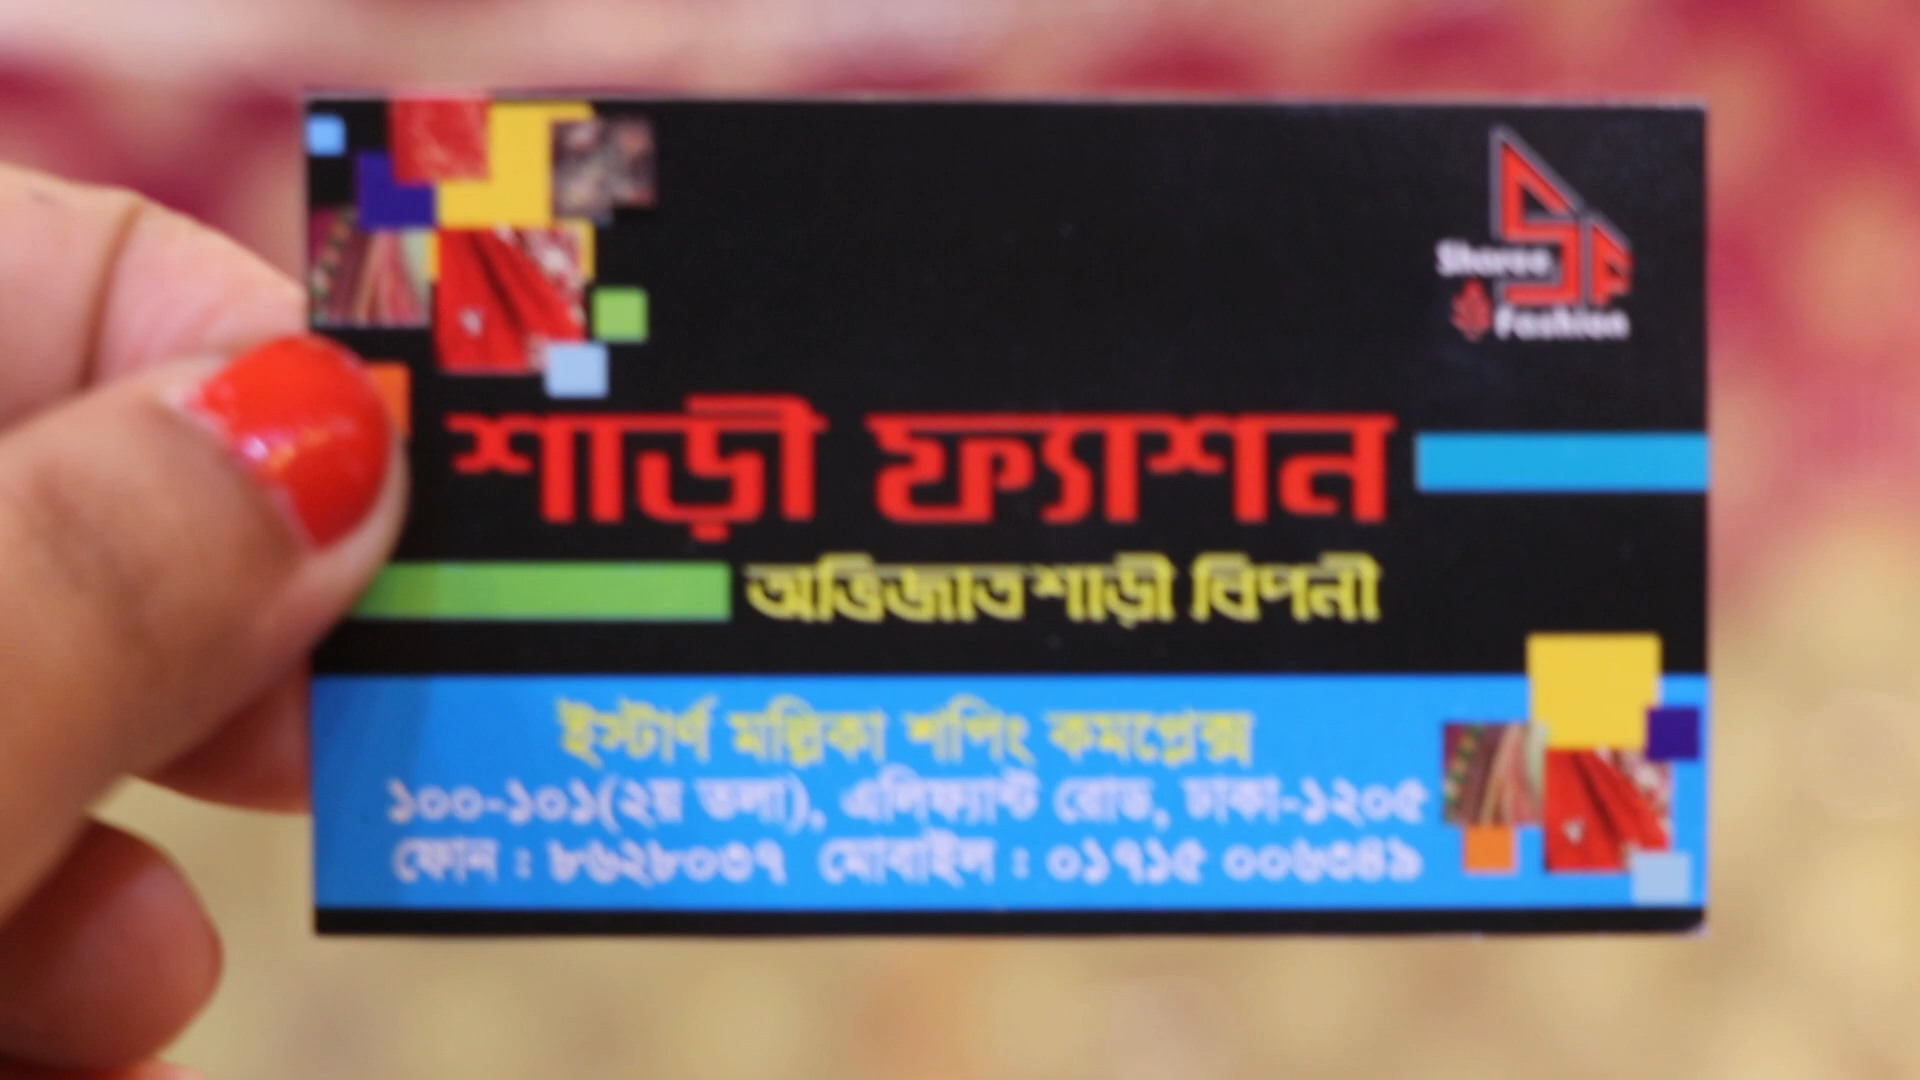 Sharee
Fashion
শাড়ী ফ্যাশন
অভিজাত শাড়ী বিপনী
ইস্টার্ণ মল্লিকা শপিং কমপ্লেক্স
১০০-১০১(২য় তলা), এলিফ্যান্ট রোড, ঢাকা-১২০৫
ফোন : ৮৬২৮০৩৭ মোবাইল : ০১৭১৫ ০০৬৩৪৯